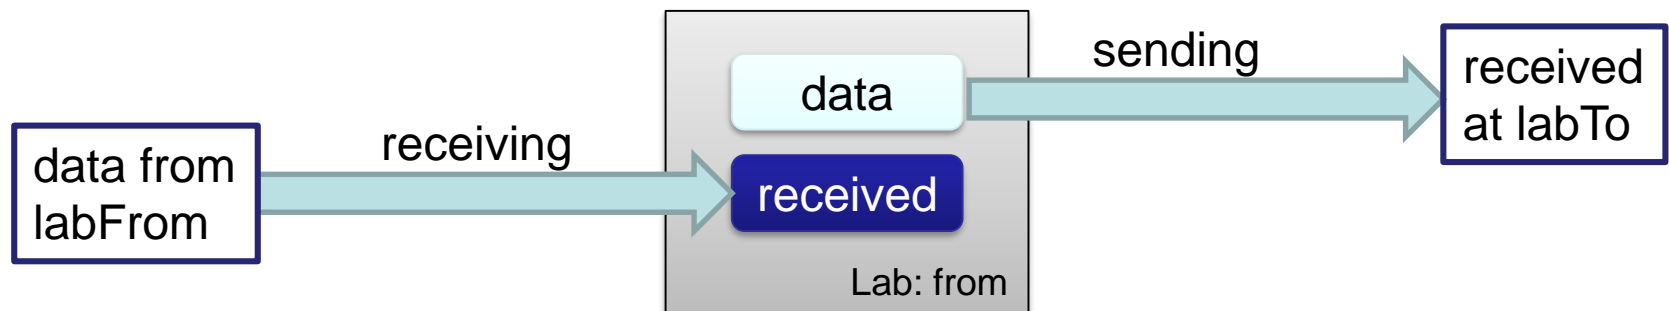 data from
labFrom
receiving
data
received
Lab: from
sending
received
at labTo